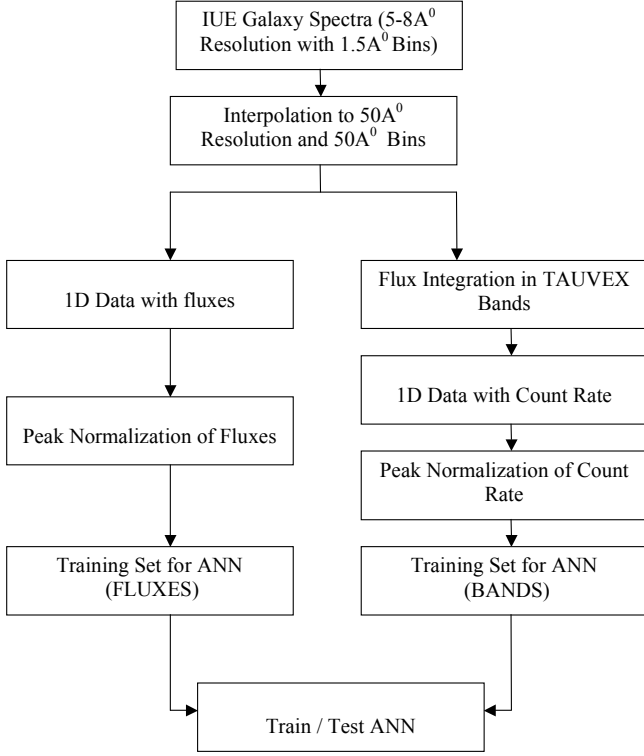 IUE Galaxy Spectra (5-8A⁰
Resolution with 1.5A⁰ Bins)
Interpolation to 50A⁰
Resolution and 50A⁰ Bins
1D Data with fluxes
Flux Integration in TAUVEX
Bands
1D Data with Count Rate
Peak Normalization of Fluxes
Peak Normalization of Count
Rate
Training Set for ANN
(FLUXES)
Training Set for ANN
(BANDS)
Train / Test ANN